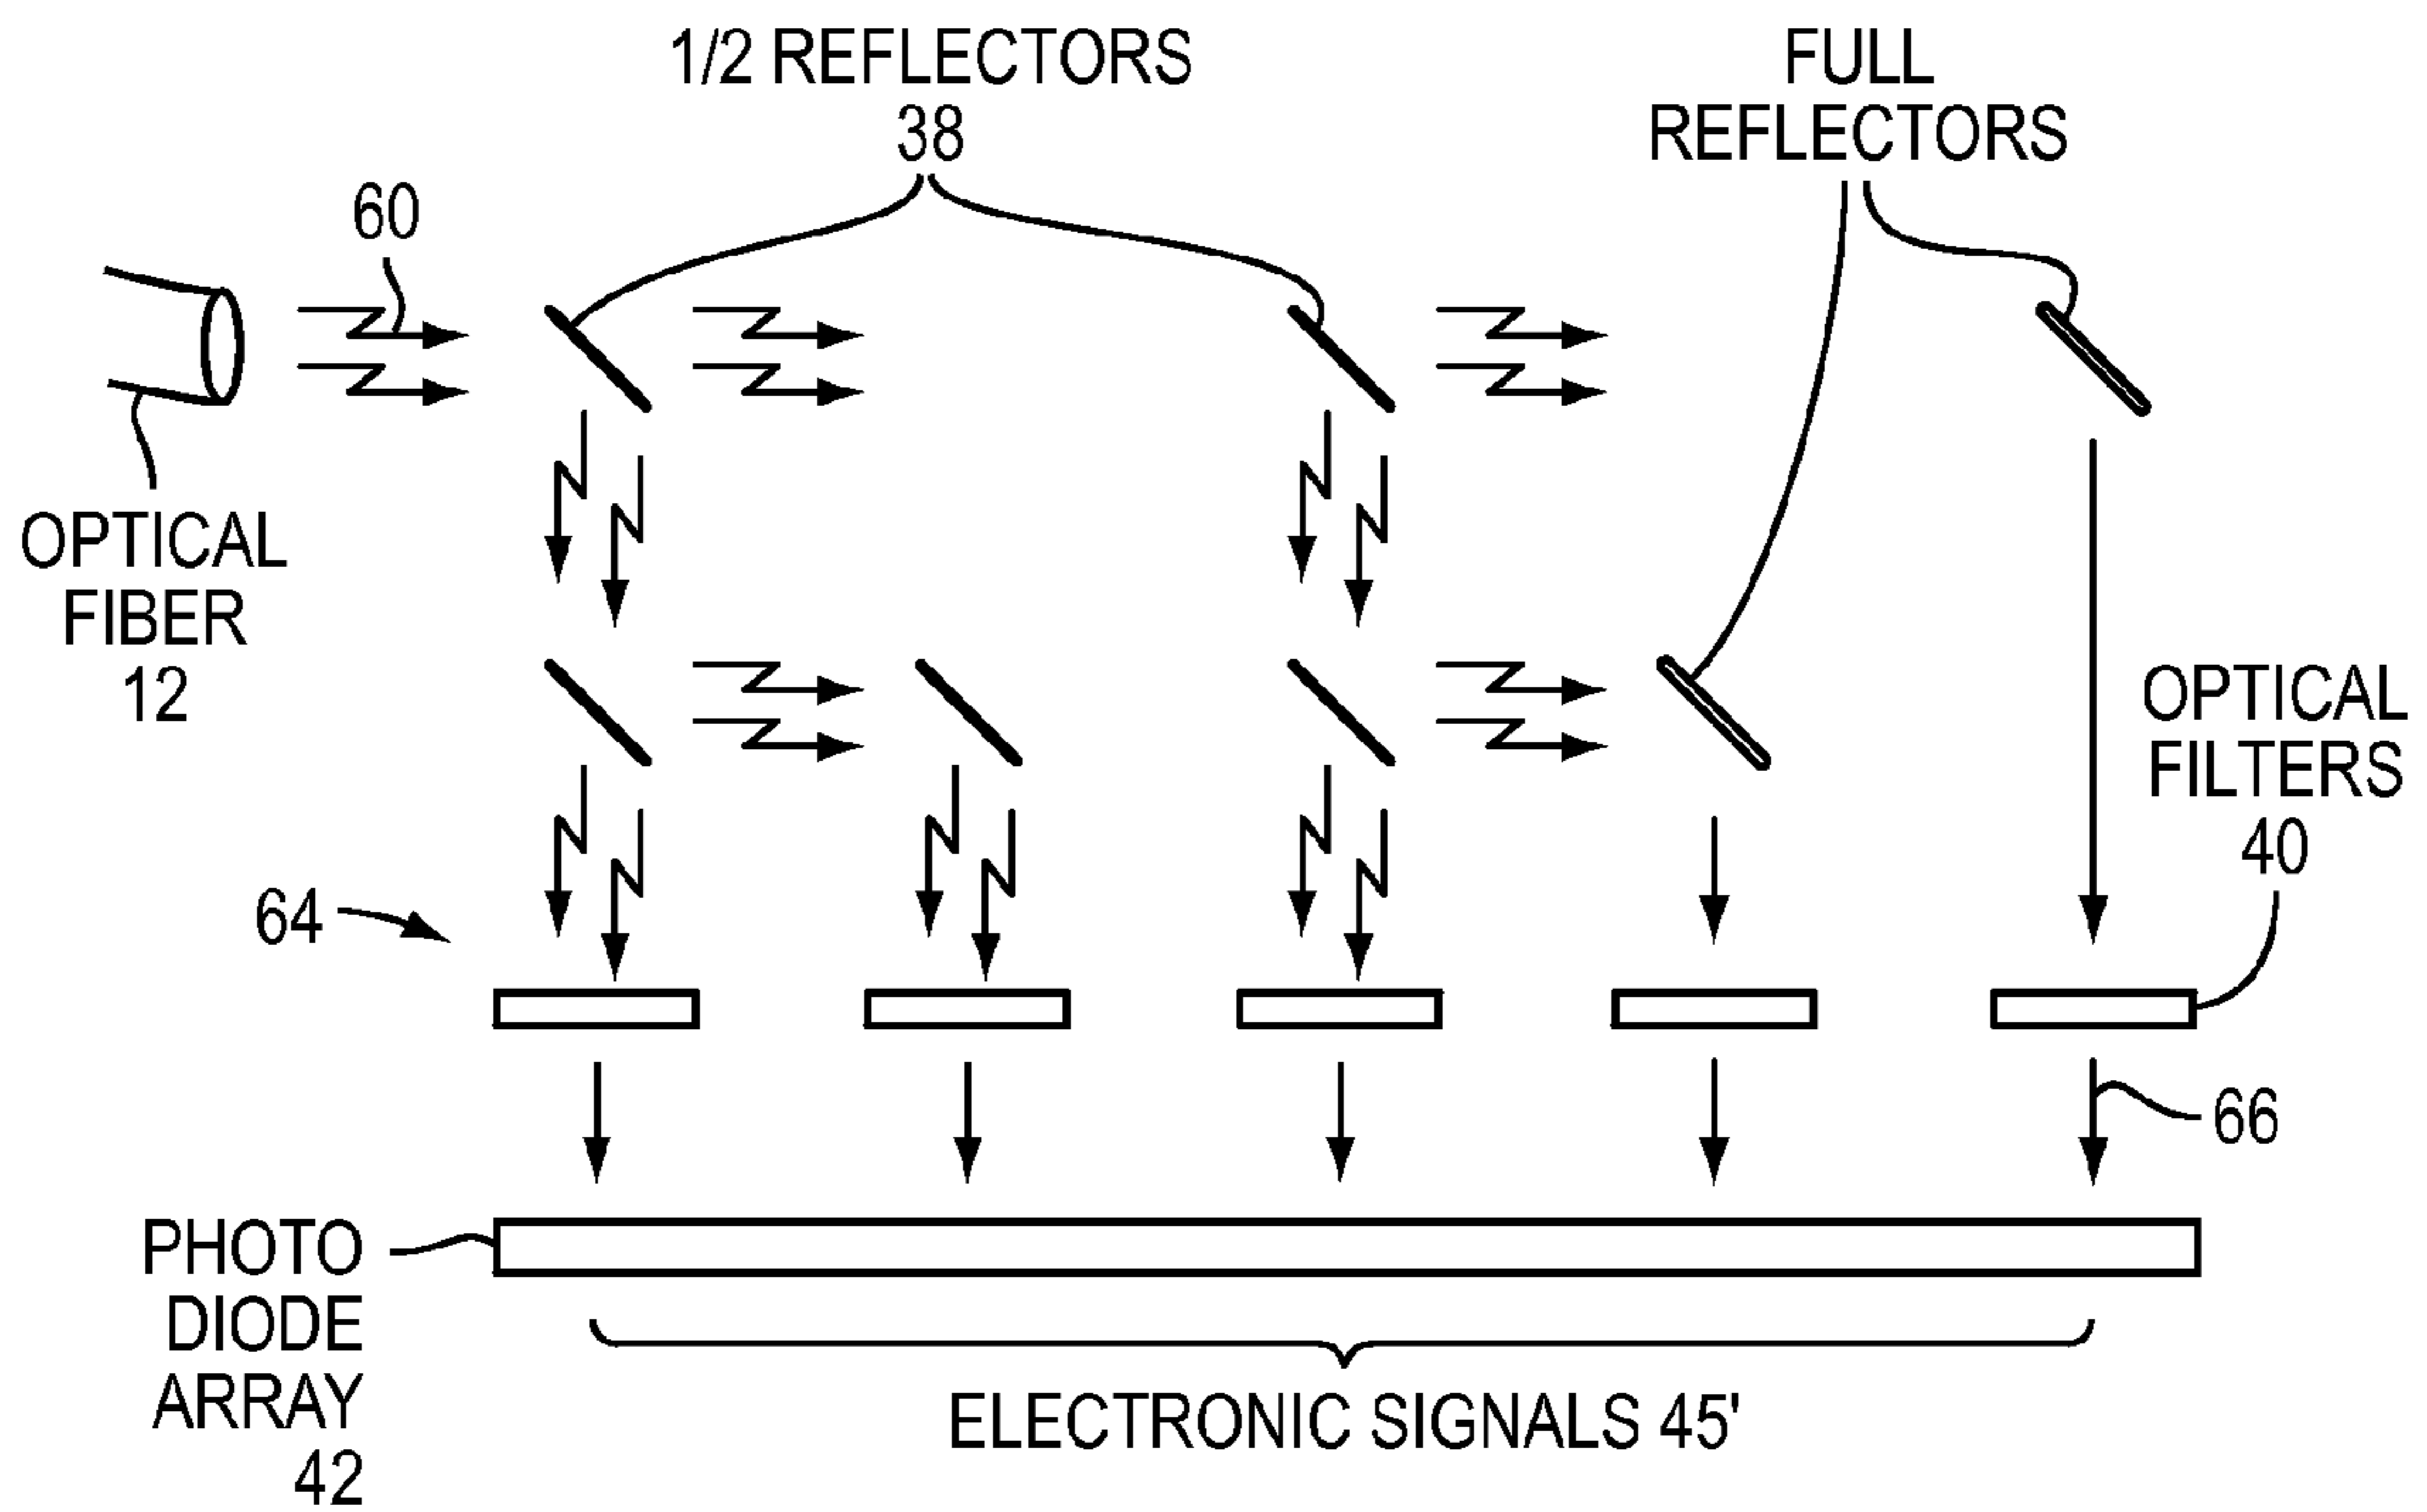 1/2 REFLECTORS
38
FULL
REFLECTORS
60
OPTICAL
FIBER
12
OPTICAL
FILTERS
40
64
66
PHOTO
DIODE
ARRAY
42
ELECTRONIC SIGNALS 45'